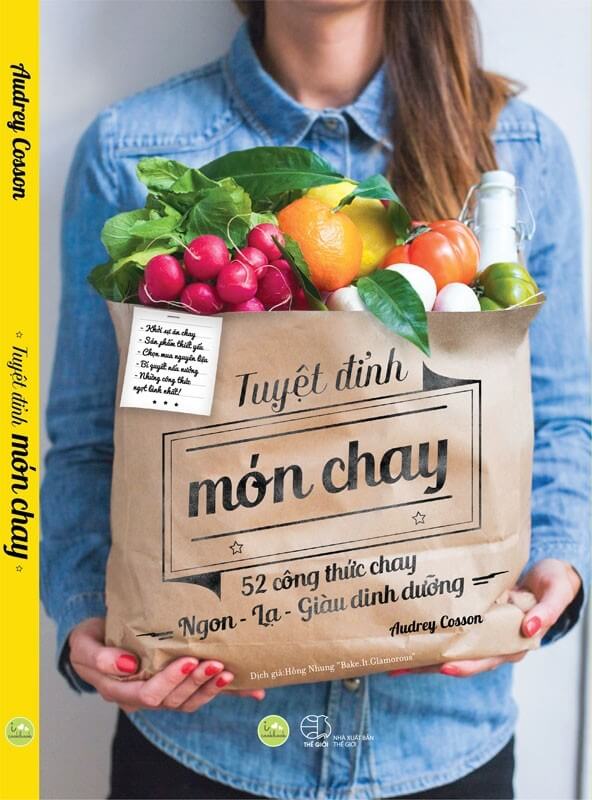 Audrey Cosson
Tuyệt đỉnh món chay
- Khởi sự ăn chay
- Sản phẩm thiết yếu
- Chọn mua nguyên liệu
- Bí quyết nấu nướng
- Những công thức
ngọt lành nhất!
Tuyệt đỉnh
món chay
52 công thức chay
Ngon - Lạ - Giàu dinh dưỡng
Audrey Cosson
Dịch giả:Hồng Nhung "Bake.It.Glamorous"
THẾ GIỚI
NHÀ XUẤT BẢN
THẾ GIỚI